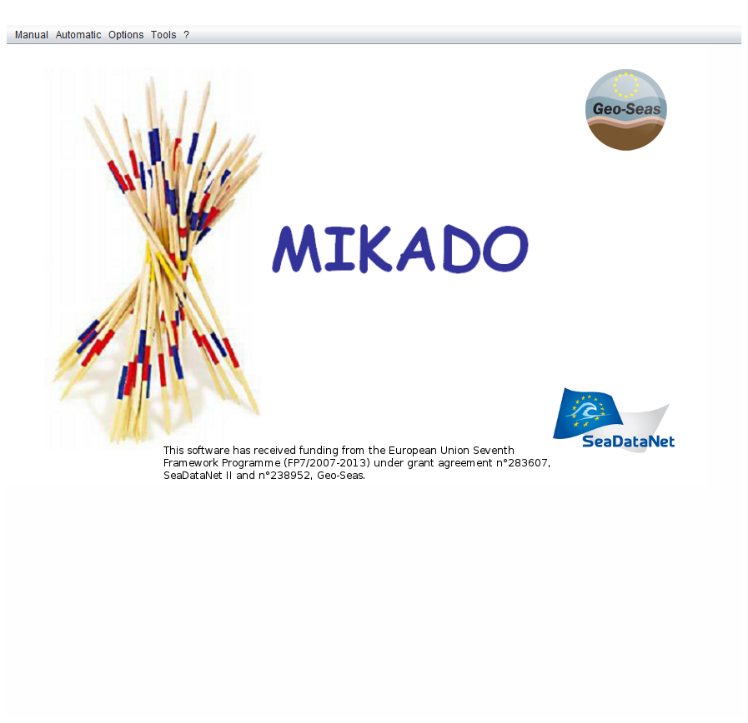 Manual Automatic Options Tools ?
Geo-Seas
MIKADO
SeaDataNet
This software has received funding from the European Union Seventh
Framework Programme (FP7/2007-2013) under grant agreement n°283607,
SeaDataNet II and n°238952, Geo-Seas.